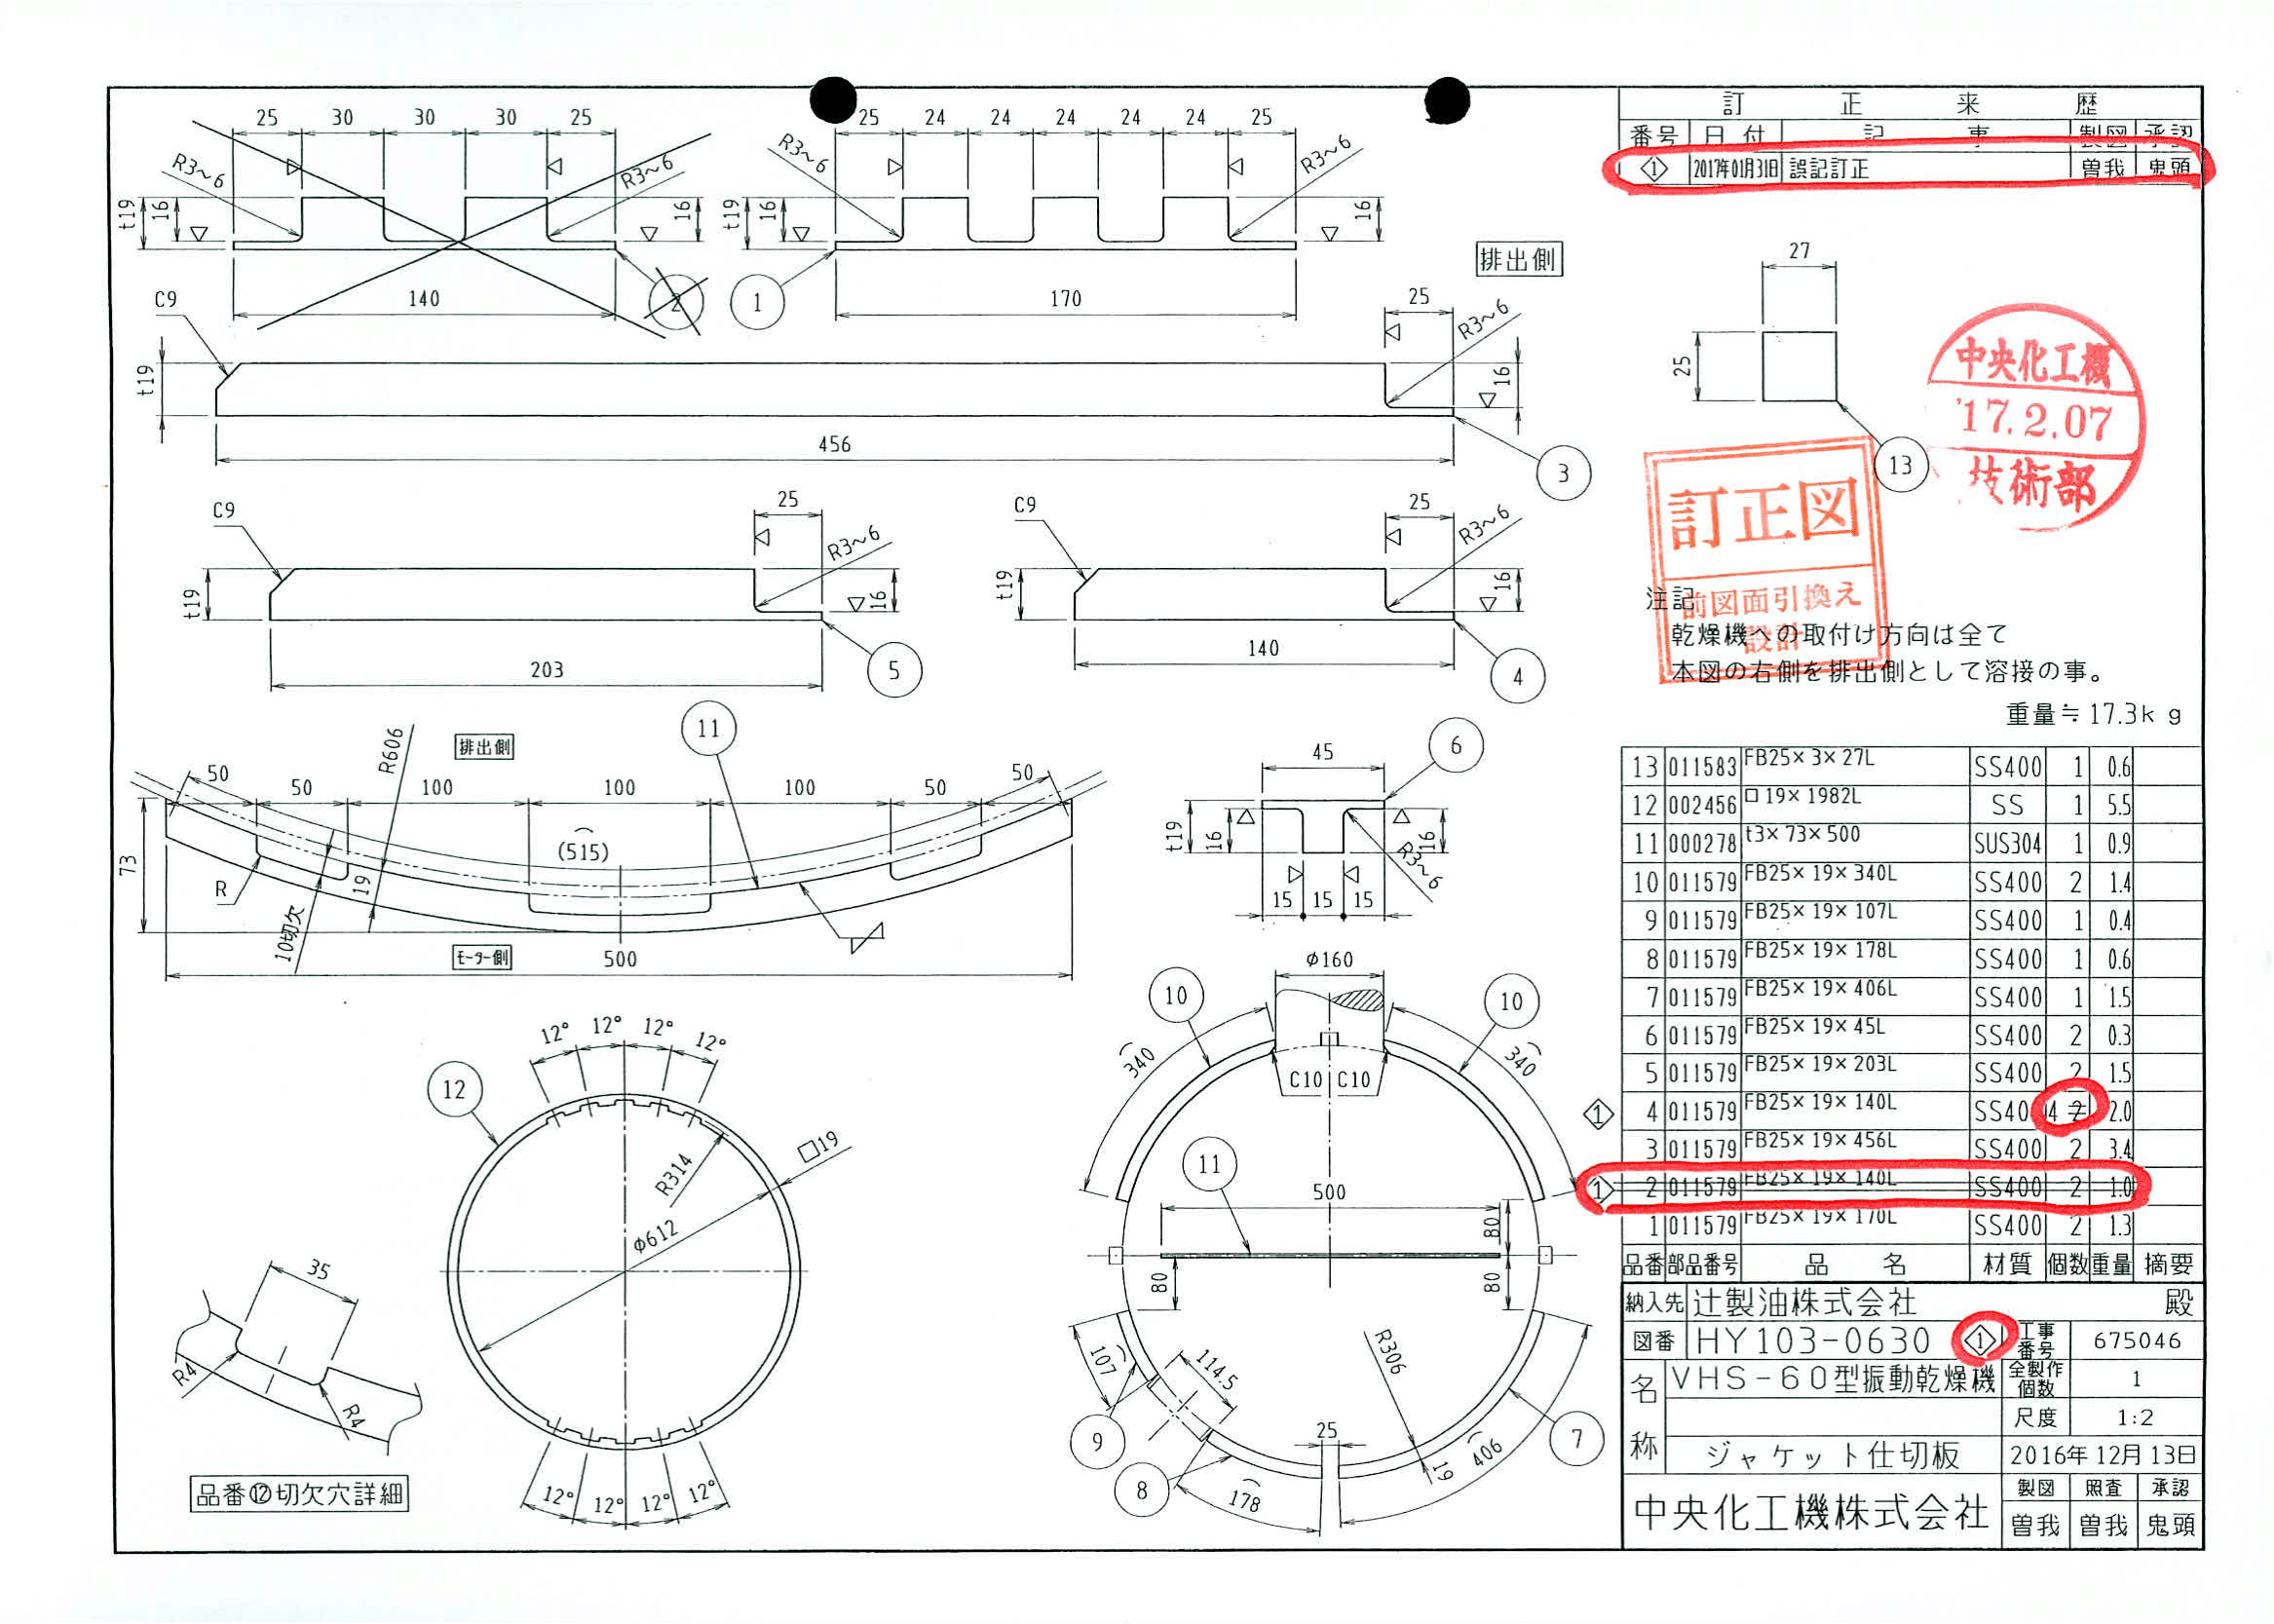 訂正来歴
番号 日付 記事 製図 承認
1 2017年01月31日 誤記訂正 曽我 鬼頭
25 30 30 30 25
R3~6 R3~6
t19 16 16
140
2
25 24 24 24 24 24 25
R3~6 R3~6
t19 16 16
170
1
排出側
27
25
13
中央化工機
'17.2.07
技術部
C9
t19
25
R3~6
16
456
3
C9
t19
25
R3~6
16
203
5
C9
t19
25
R3~6
16
140
4
訂正図
前図面引換え
設計
注記
乾燥機への取付け方向は全て
本図の右側を排出側として溶接の事。
重量≒17.3kg
11
排出側
R606
50 50
50 100 100 100 50
(515)
73
R
19
10切欠
モーター側
500
6
45
t19 16 16
R3~6
15 15 15
12
12° 12° 12° 12°
□19
R314
φ612
12° 12° 12° 12°
35
R4
R4
品番⑫切欠穴詳細
φ160
10 10
340 340
C10 C10
11
500
80
80 80
107
114.5
R306
9
25
7
8
178
19
406
13 011583 FB25×3×27L SS400 1 0.6
12 002456 □19×1982L SS 1 5.5
11 000278 t3×73×500 SUS304 1 0.9
10 011579 FB25×19×340L SS400 2 1.4
9 011579 FB25×19×107L SS400 1 0.4
8 011579 FB25×19×178L SS400 1 0.6
7 011579 FB25×19×406L SS400 1 1.5
6 011579 FB25×19×45L SS400 2 0.3
5 011579 FB25×19×203L SS400 2 1.5
1 4 011579 FB25×19×140L SS40 4 2 2.0
3 011579 FB25×19×456L SS400 2 3.4
1 2 011579 FB25×19×140L SS400 2 1.0
1 011579 FB25×19×170L SS400 2 1.3
品番 部品番号 品名 材質 個数 重量 摘要
納入先 辻製油株式会社 殿
図番 HY103-0630 1 工事番号 675046
名称 VHS-60型振動乾燥機 全製作個数 1
尺度 1:2
ジャケット仕切板 2016年12月13日
中央化工機株式会社 製図 照査 承認
曽我 曽我 鬼頭